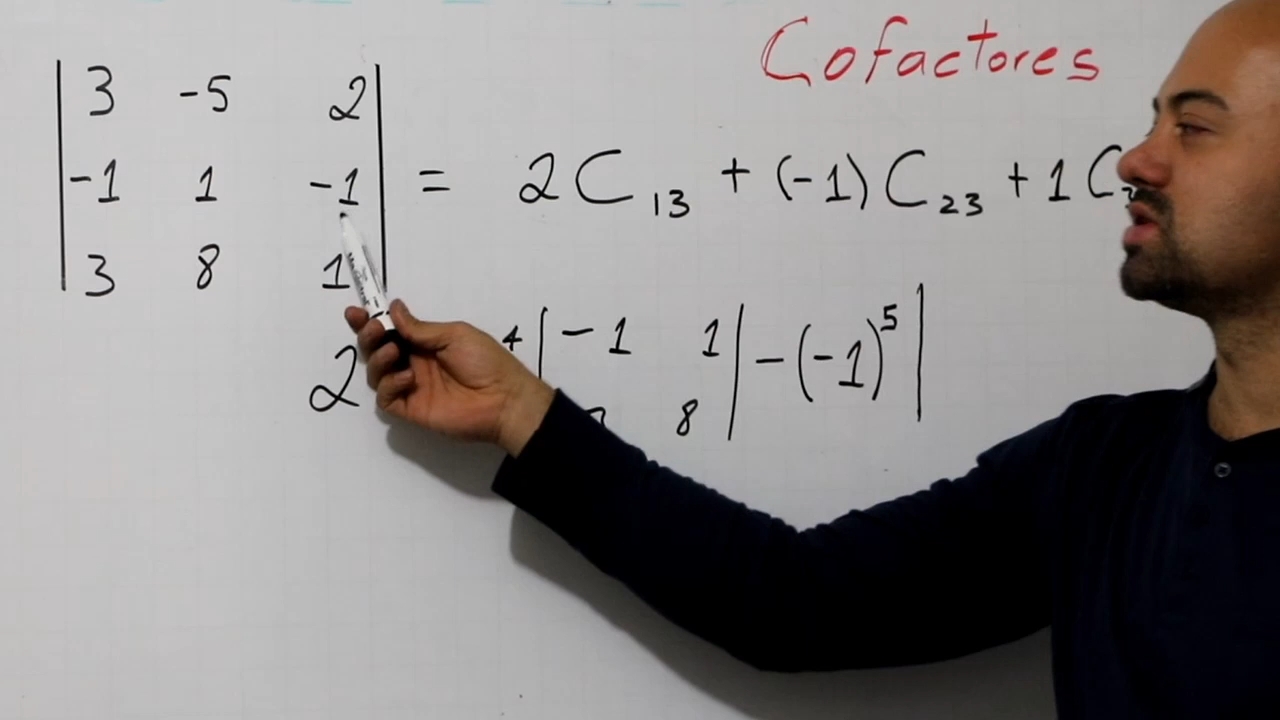 Cofactores
| 3 -5 2 |
| -1 1 -1 | = 2C₁₃ + (-1)C₂₃ + 1C
| 3 8 1 |
2 ⁴ | -1 1 | - (-1)⁵ |
8